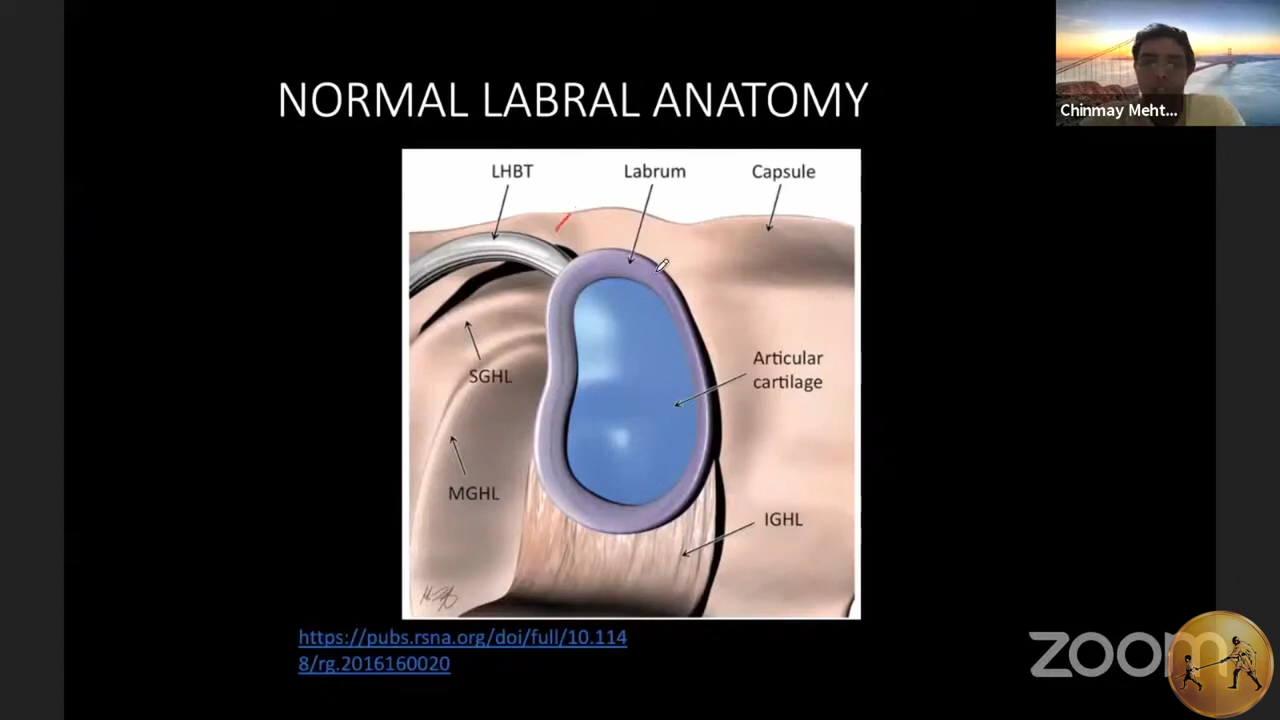 Chinmay Meht...
NORMAL LABRAL ANATOMY
LHBT
Labrum
Capsule
SGHL
Articular
cartilage
MGHL
IGHL
https://pubs.rsna.org/doi/full/10.114
8/rg.2016160020
zoom